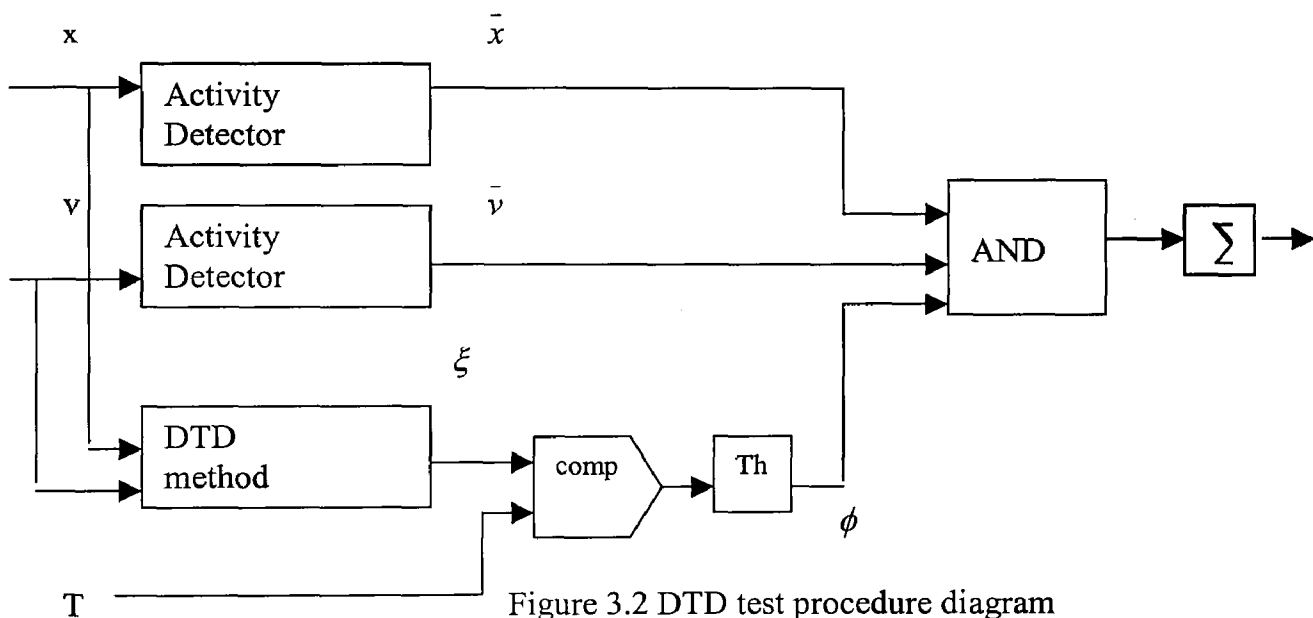 x
x̄
Activity
Detector
v
v̄
Activity
Detector
AND
∑
ξ
DTD
method
comp
Th
ϕ
T
Figure 3.2 DTD test procedure diagram